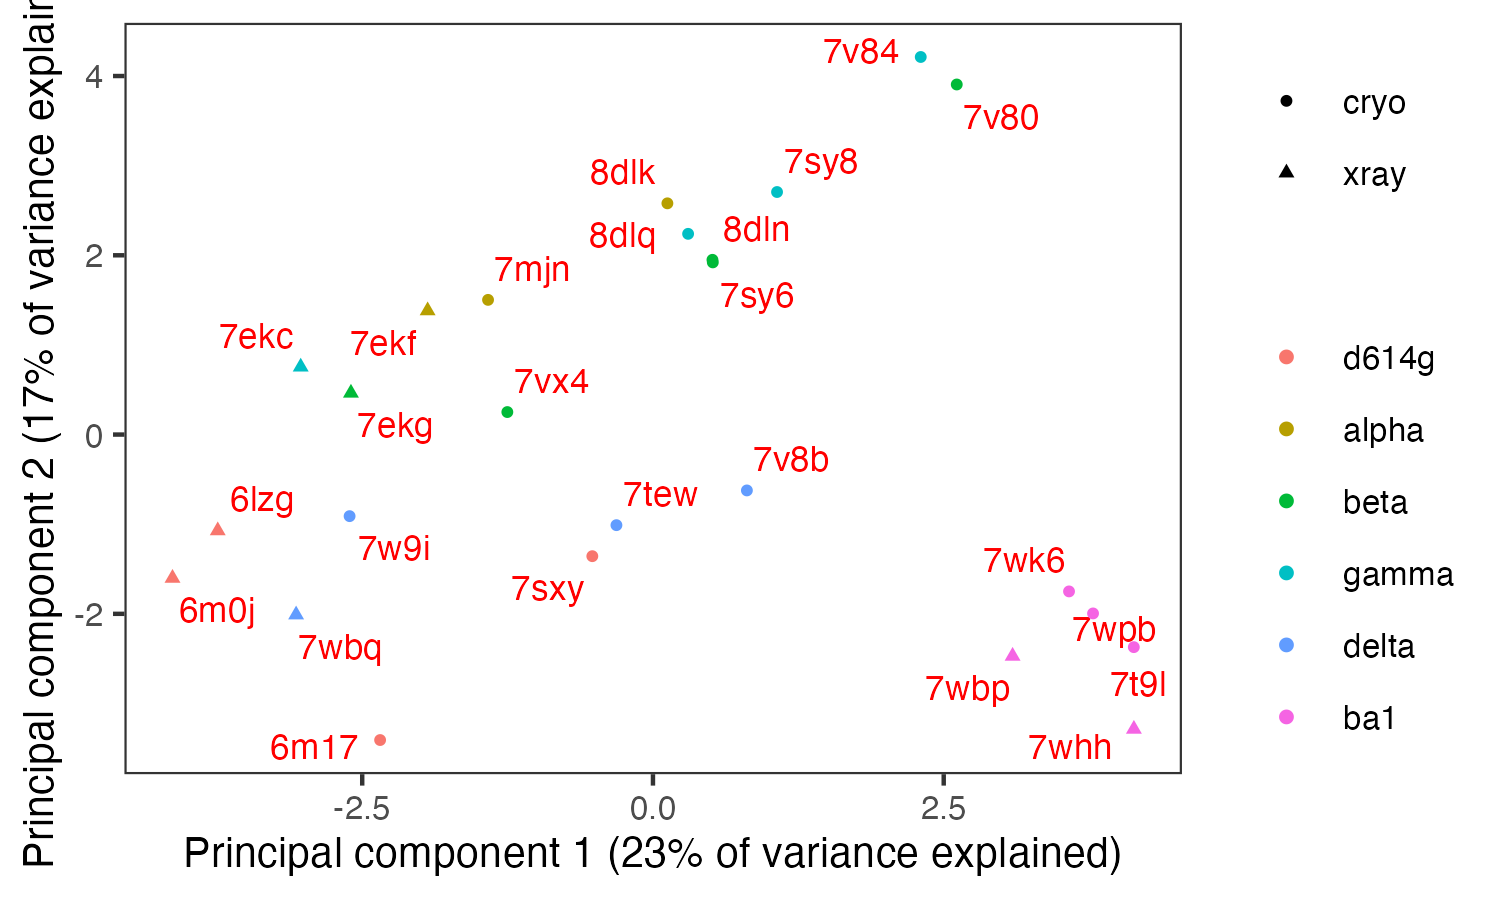 Principal component 2 (17% of variance explain
4
2
0
-2
7v84
7v80
7sy8
8dlk
8dlq
8dln
7sy6
7mjn
7ekf
7ekc
7ekg
7vx4
7v8b
7tew
7sxy
6lzg
7w9i
6m0j
7wbq
6m17
7wk6
7wpb
7t9l
7wbp
7whh
-2.5
0.0
2.5
Principal component 1 (23% of variance explained)
cryo
xray
d614g
alpha
beta
gamma
delta
ba1